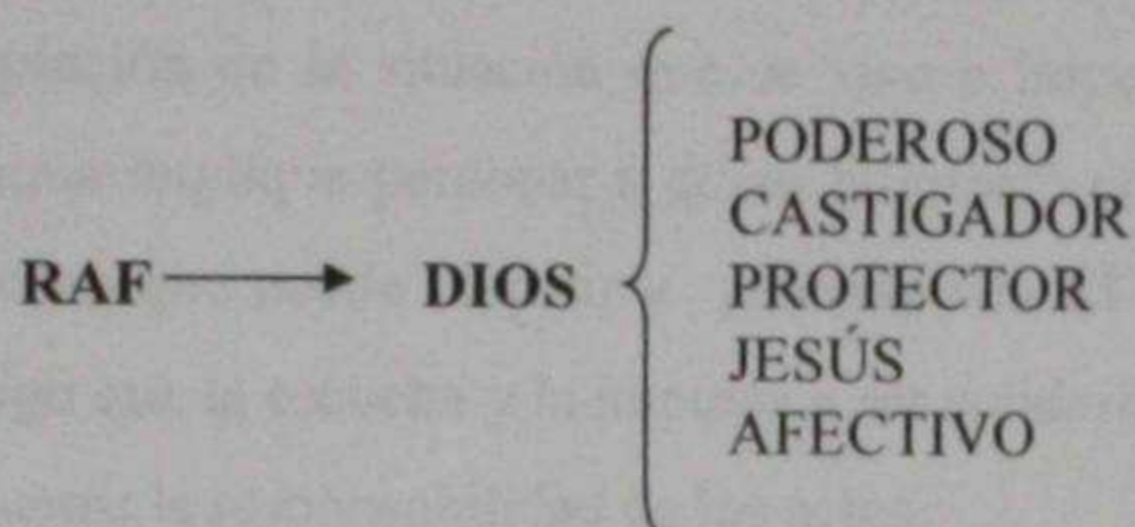 PODEROSO
CASTIGADOR
RAF → DIOS { PROTECTOR
JESÚS
AFECTIVO